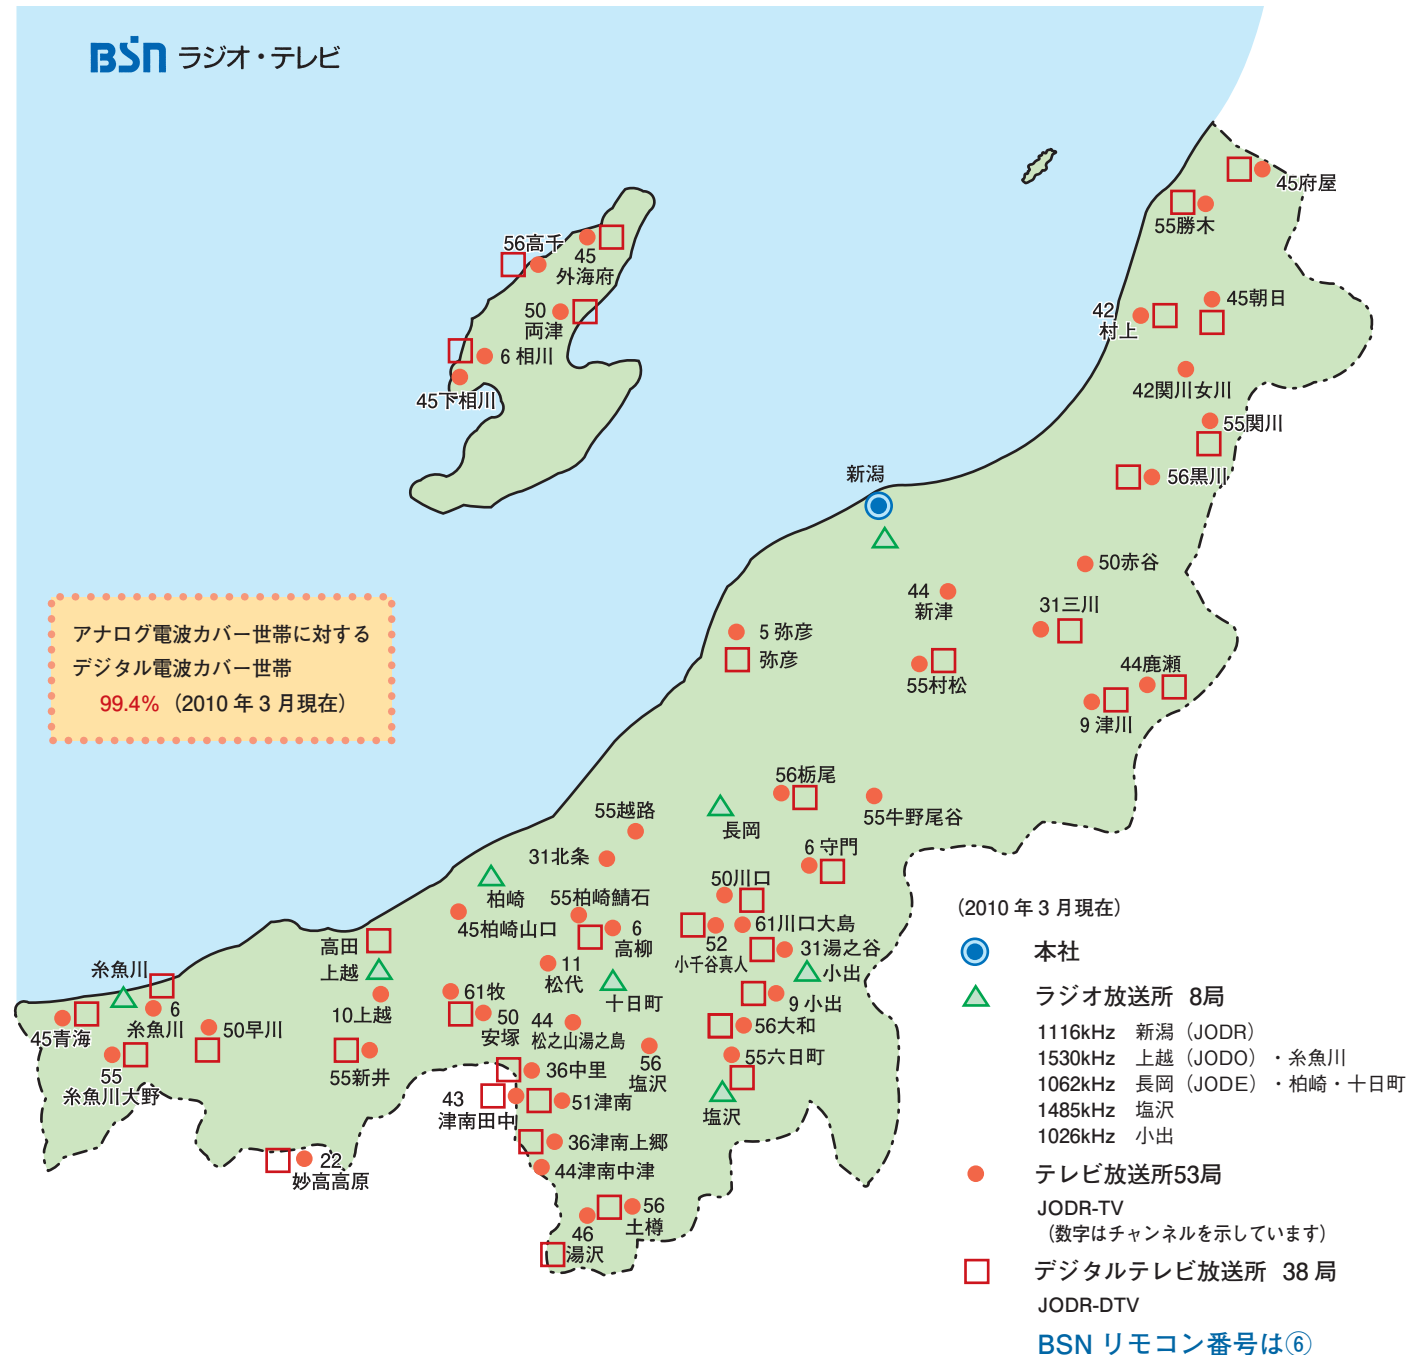 BSN ラジオ・テレビ
45府屋
55勝木
56高千
45
外海府
50
両津
6 相川
45下相川
45朝日
42
村上
42関川女川
55関川
56黒川
新潟
50赤谷
44
新津
31三川
5 弥彦
弥彦
55村松
44鹿瀬
9 津川
アナログ電波カバー世帯に対する
デジタル電波カバー世帯
99.4%（2010 年 3 月現在）
56栃尾
55牛野尾谷
長岡
55越路
31北条
6 守門
50川口
柏崎
55柏崎鯖石
45柏崎山口
6
高柳
61川口大島
52
小千谷真人
31湯之谷
小出
高田
上越
10上越
糸魚川
6
糸魚川
45青海
50早川
55
糸魚川大野
55新井
11
松代
十日町
61牧
50
安塚
44
松之山湯之島
9 小出
56大和
55六日町
56
塩沢
塩沢
36中里
43
津南田中
51津南
36津南上郷
44津南中津
22
妙高高原
56
土樽
46
湯沢
（2010 年 3 月現在）
本社
ラジオ放送所 8局
1116kHz 新潟（JODR）
1530kHz 上越（JODO）・糸魚川
1062kHz 長岡（JODE）・柏崎・十日町
1485kHz 塩沢
1026kHz 小出
テレビ放送所53局
JODR-TV
（数字はチャンネルを示しています）
デジタルテレビ放送所 38 局
JODR-DTV
BSN リモコン番号は⑥